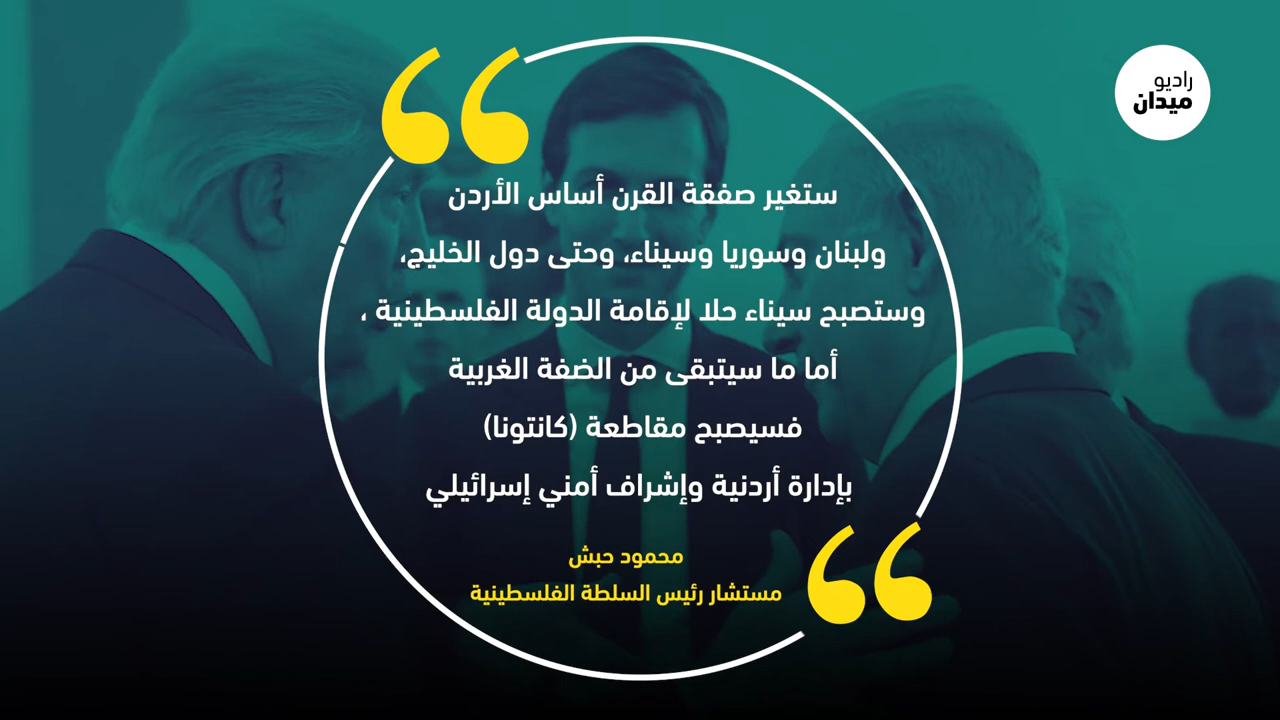 راديو
ميدان
ستغير صفقة القرن أساس الأردن
ولبنان وسوريا وسيناء، وحتى دول الخليج،
وستصبح سيناء حلا لإقامة الدولة الفلسطينية ،
أما ما سيتبقى من الضفة الغربية
فسيصبح مقاطعة (كانتونا)
بإدارة أردنية وإشراف أمني إسرائيلي
محمود حبش
مستشار رئيس السلطة الفلسطينية